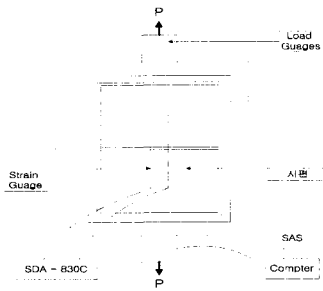 P
Load
Guages
Strain
Guage
시편
SAS
SDA - 830C
Compter
P